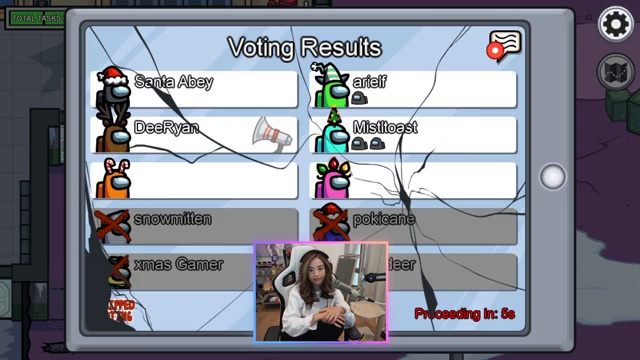 TOTAL TASKS
Voting Results
Santa Abey
arielf
DeeRyan
Mistltoast
snowmitten
pokicane
xmas Gamer
deer
Proceeding In: 5s